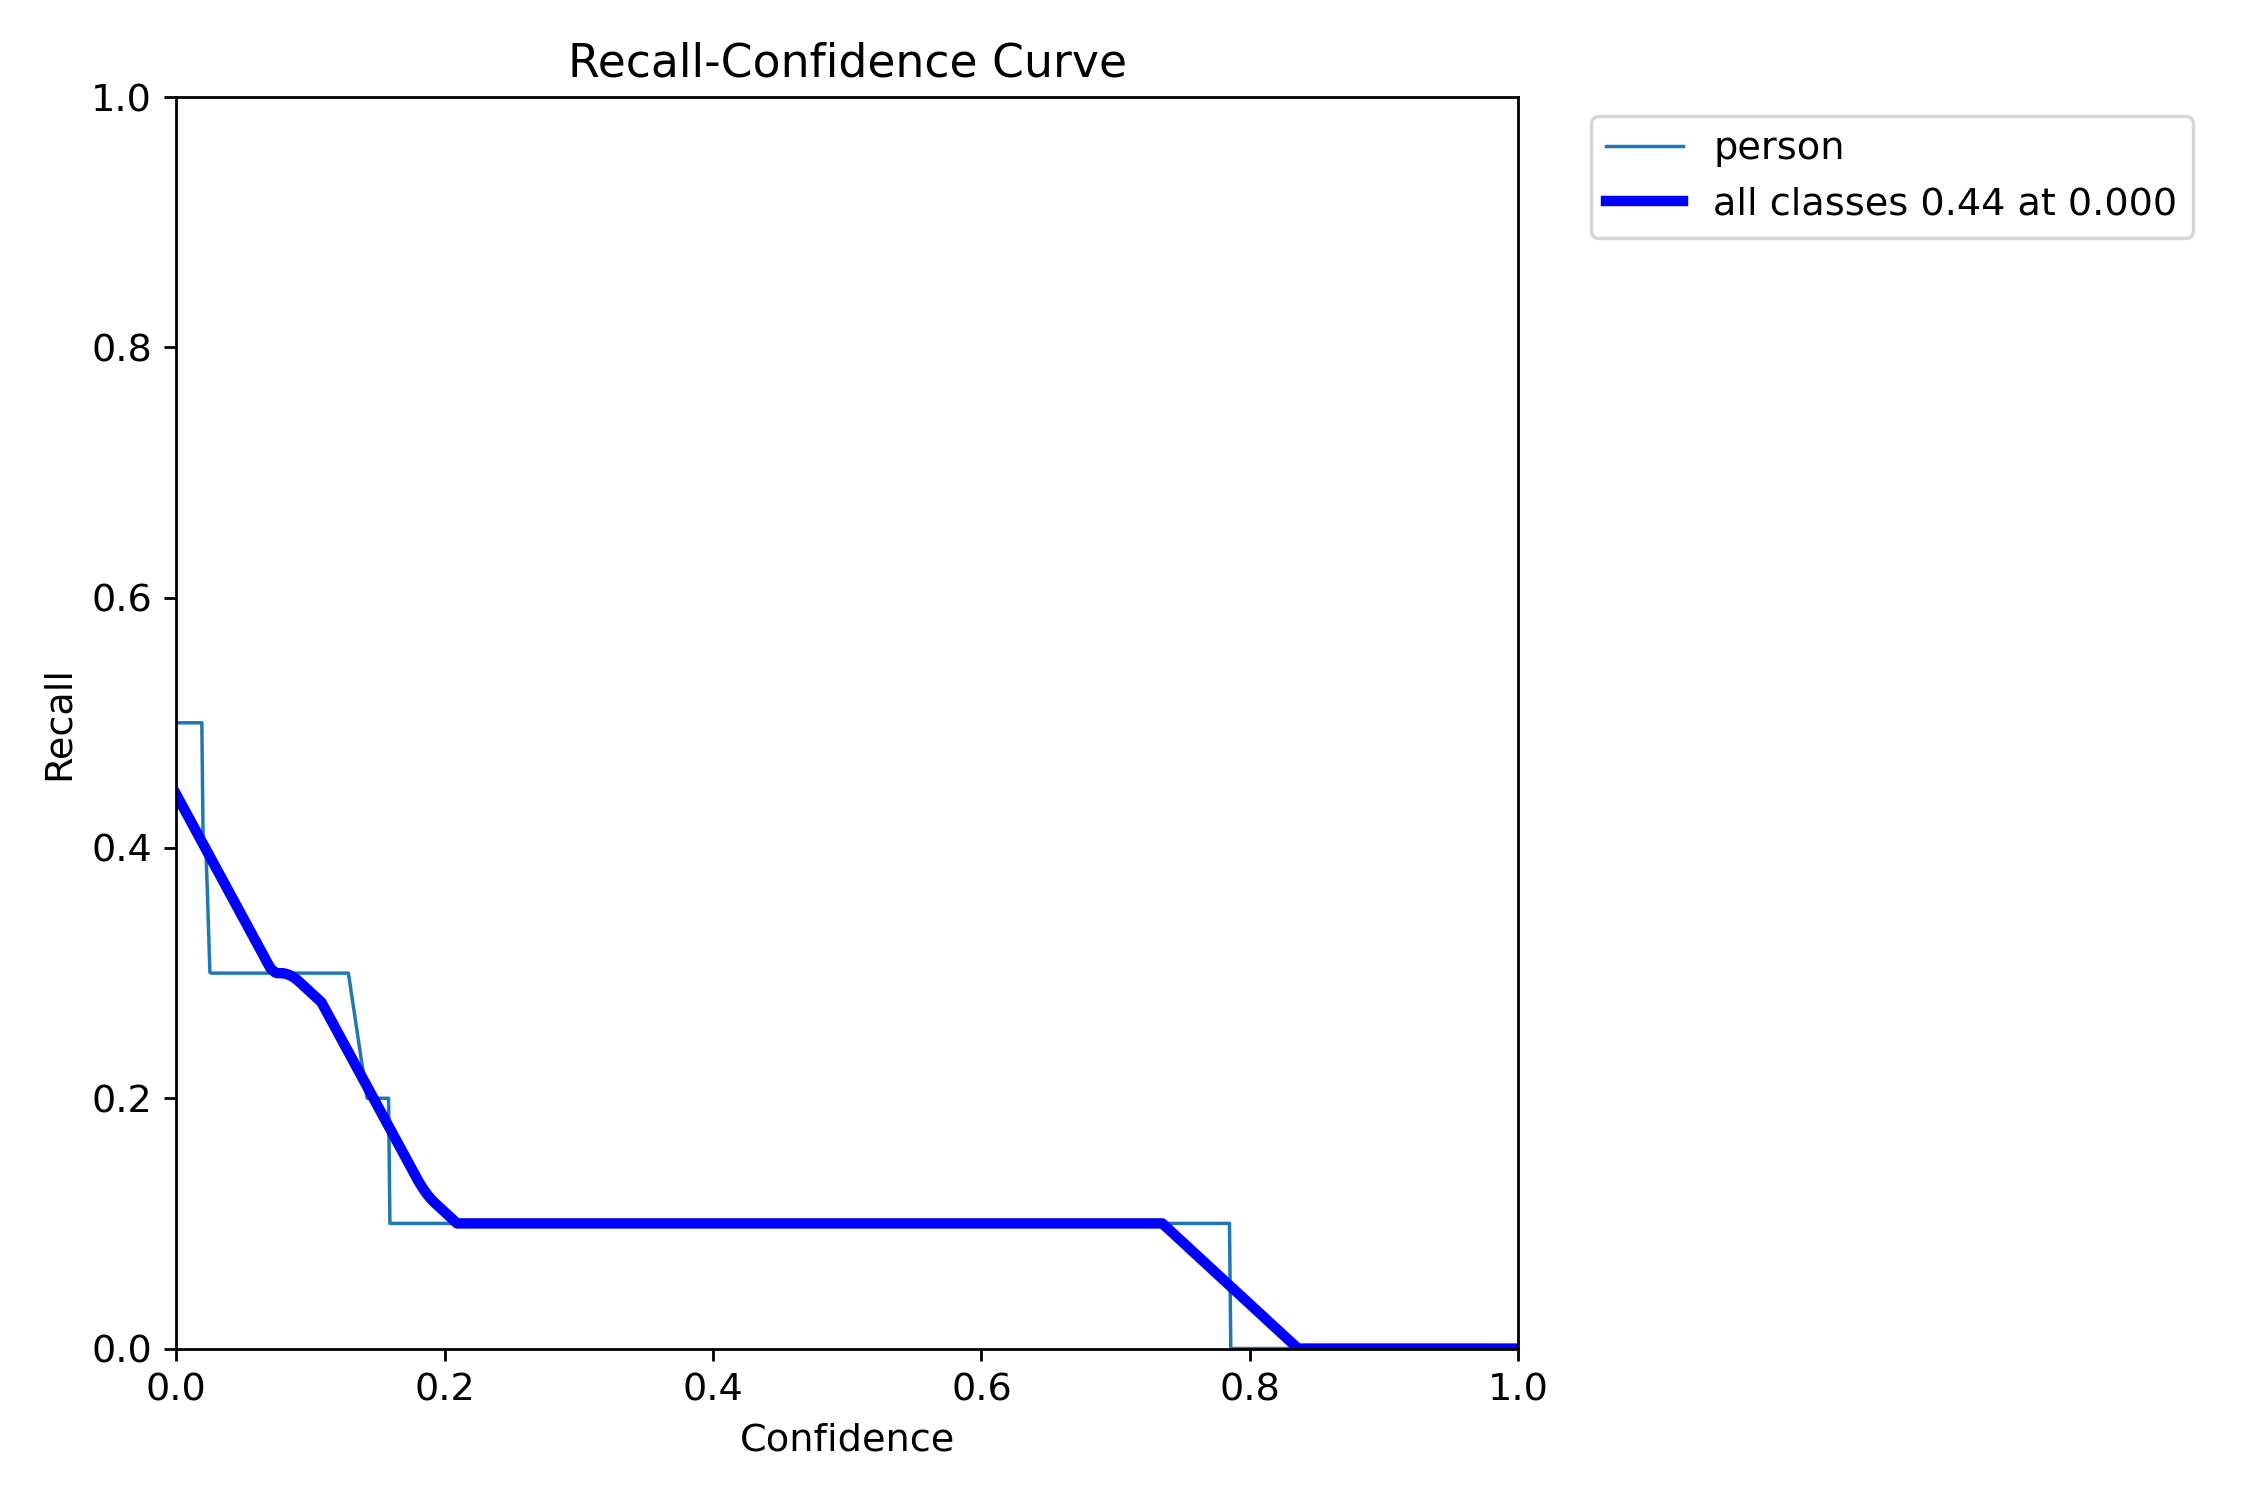 Recall-Confidence Curve
1.0
0.8
0.6
0.4
0.2
0.0
Recall
0.0 0.2 0.4 0.6 0.8 1.0
Confidence
person
all classes 0.44 at 0.000